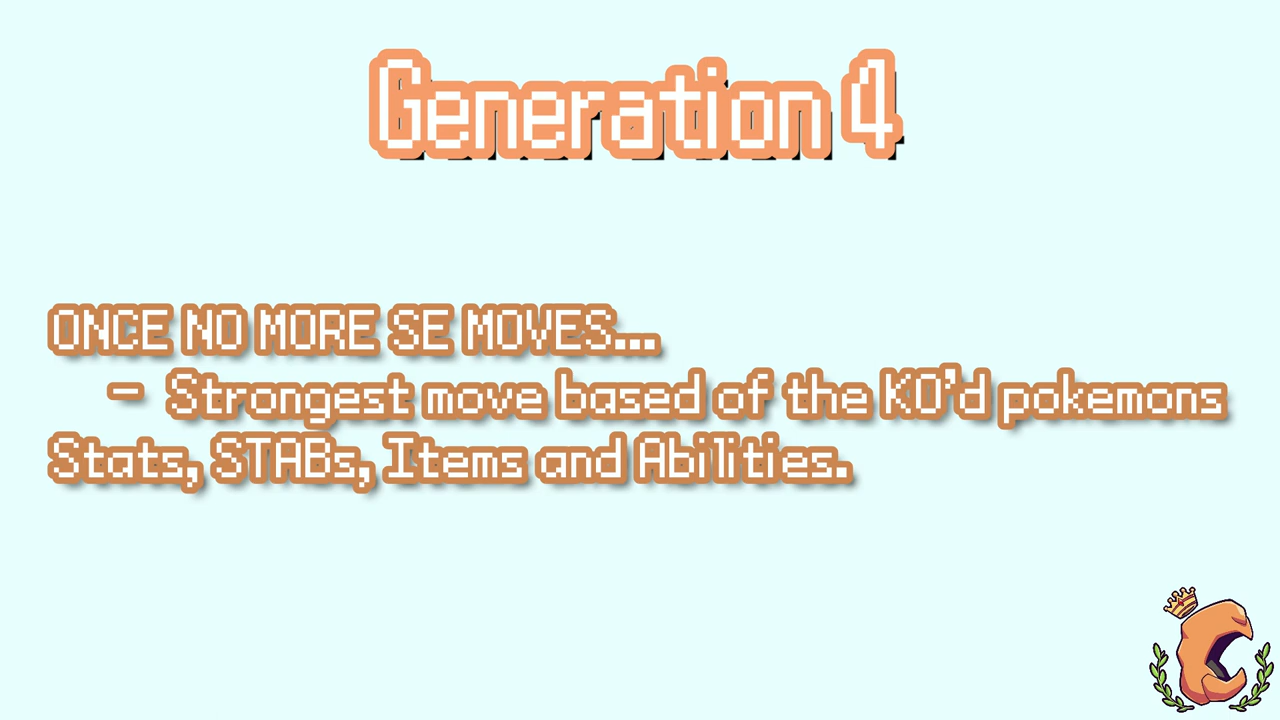 Generation 4
ONCE NO MORE SE MOVES...
- Strongest move based of the KO'd pokemons
Stats, STABs, Items and Abilities.